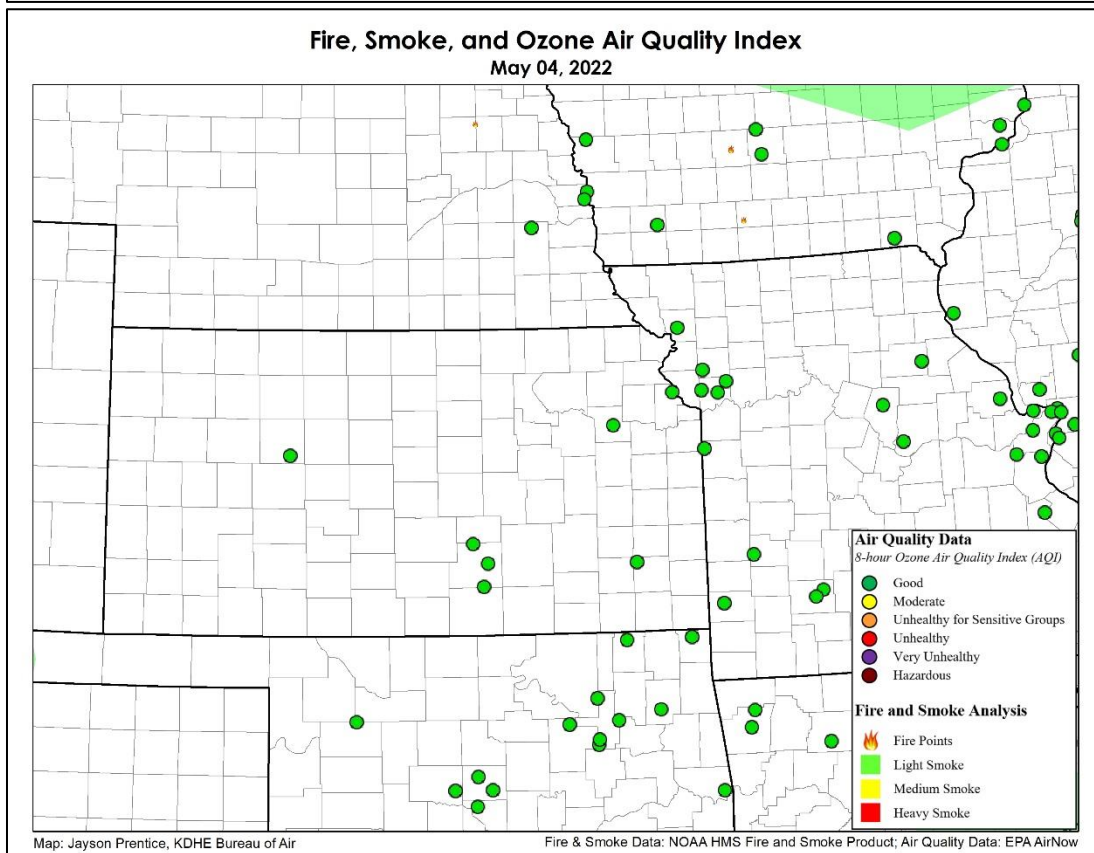 Fire, Smoke, and Ozone Air Quality Index
May 04, 2022
Air Quality Data
8-hour Ozone Air Quality Index (AQI)
Good
Moderate
Unhealthy for Sensitive Groups
Unhealthy
Very Unhealthy
Hazardous
Fire and Smoke Analysis
Fire Points
Light Smoke
Medium Smoke
Heavy Smoke
Map: Jayson Prentice, KDHE Bureau of Air
Fire & Smoke Data: NOAA HMS Fire and Smoke Product; Air Quality Data: EPA AirNow